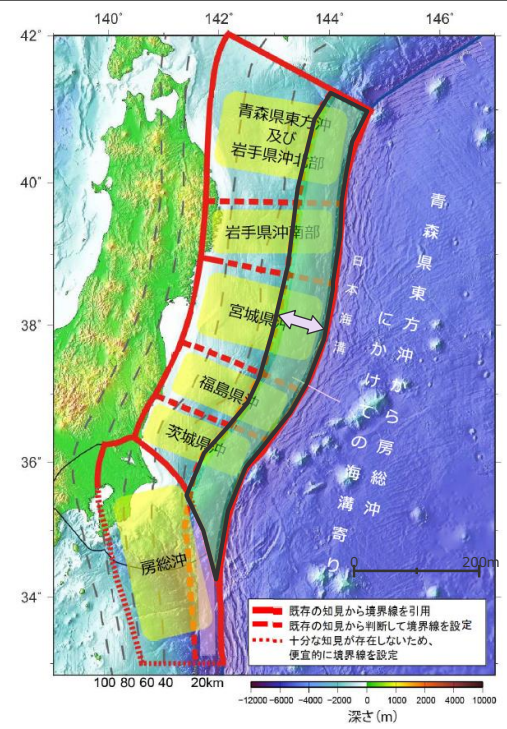 140°
142°
144°
146°
42°
40°
38°
36°
34°
青森県東方沖
及び
岩手県沖北部
岩手県沖南部
宮城県沖
福島県沖
茨城県沖
房総沖
日本海溝
青森県東方沖から房総沖
にかけての海溝寄り
0
200m
既存の知見から境界線を引用
既存の知見から判断して境界線を設定
十分な知見が存在しないため、
便宜的に境界線を設定
100 80 60 40 20km
-12000 -6000 -4000 -2000 0 1000 2000 4000 10000
深さ(m)